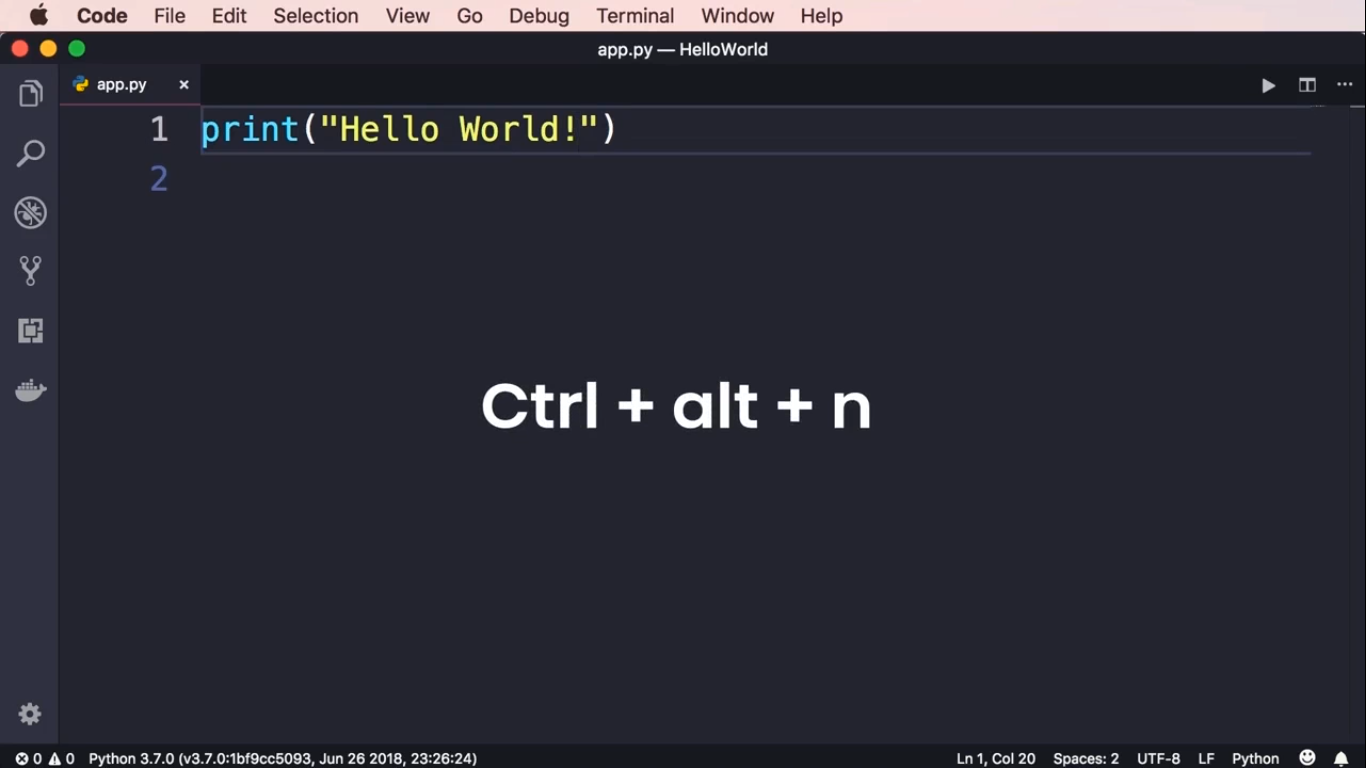 Code File Edit Selection View Go Debug Terminal Window Help
app.py — HelloWorld
app.py ×
1 print("Hello World!")
2
Ctrl + alt + n
0 0 Python 3.7.0 (v3.7.0:1bf9cc5093, Jun 26 2018, 23:26:24) Ln 1, Col 20 Spaces: 2 UTF-8 LF Python